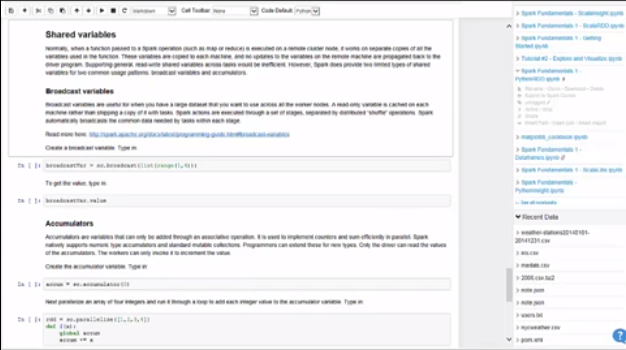 Markdown Cell Toolbar: None Code Default: Python
Shared variables
Normally, when a function passed to a Spark operation (such as map or reduce) is executed on a remote cluster node, it works on separate copies of all the
variables used in the function. These variables are copied to each machine, and no updates to the variables on the remote machine are propagated back to the
driver program. Supporting general, read-write shared variables across tasks would be inefficient. However, Spark does provide two limited types of shared
variables for two common usage patterns: broadcast variables and accumulators.
Broadcast variables
Broadcast variables are useful for when you have a large dataset that you want to use across all the worker nodes. A read-only variable is cached on each
machine rather than shipping a copy of it with tasks. Spark actions are executed through a set of stages, separated by distributed "shuffle" operations. Spark
automatically broadcasts the common data needed by tasks within each stage.
Read more here: http://spark.apache.org/docs/latest/programming-guide.html#broadcast-variables
Create a broadcast variable. Type in:
In [ ]: broadcastVar = sc.broadcast(list(range(1,4)))
To get the value, type in:
In [ ]: broadcastVar.value
Accumulators
Accumulators are variables that can only be added through an associative operation. It is used to implement counters and sum efficiently in parallel. Spark
natively supports numeric type accumulators and standard mutable collections. Programmers can extend these for new types. Only the driver can read the values
of the accumulators. The workers can only invoke it to increment the value.
Create the accumulator variable. Type in:
In [ ]: accum = sc.accumulator(0)
Next parallelize an array of four integers and run it through a loop to add each integer value to the accumulator variable. Type in:
In [ ]: rdd = sc.parallelize([1,2,3,4])
def f(x):
global accum
accum += x
Spark Fundamentals - ScalaInsight.ipynb
Spark Fundamentals 1 - ScalaRDD.ipynb
Spark Fundamentals 1 - Getting
Started.ipynb
Tutorial #2 - Explore and Visualize.ipynb
Spark Fundamentals 1 -
PythonRDD.ipynb
matplotlib_cookbook.ipynb
Spark Fundamentals 1 -
Dataframes.ipynb
Spark Fundamentals 1 - ScalaLite.ipynb
Spark Fundamentals -
PythonInsight.ipynb
Recent Data
weather-stations20140101-
20141231.csv
iris.csv
medals.csv
2008.csv.bz2
note.json
note.json
users.txt
nycweather.csv
pom.xml